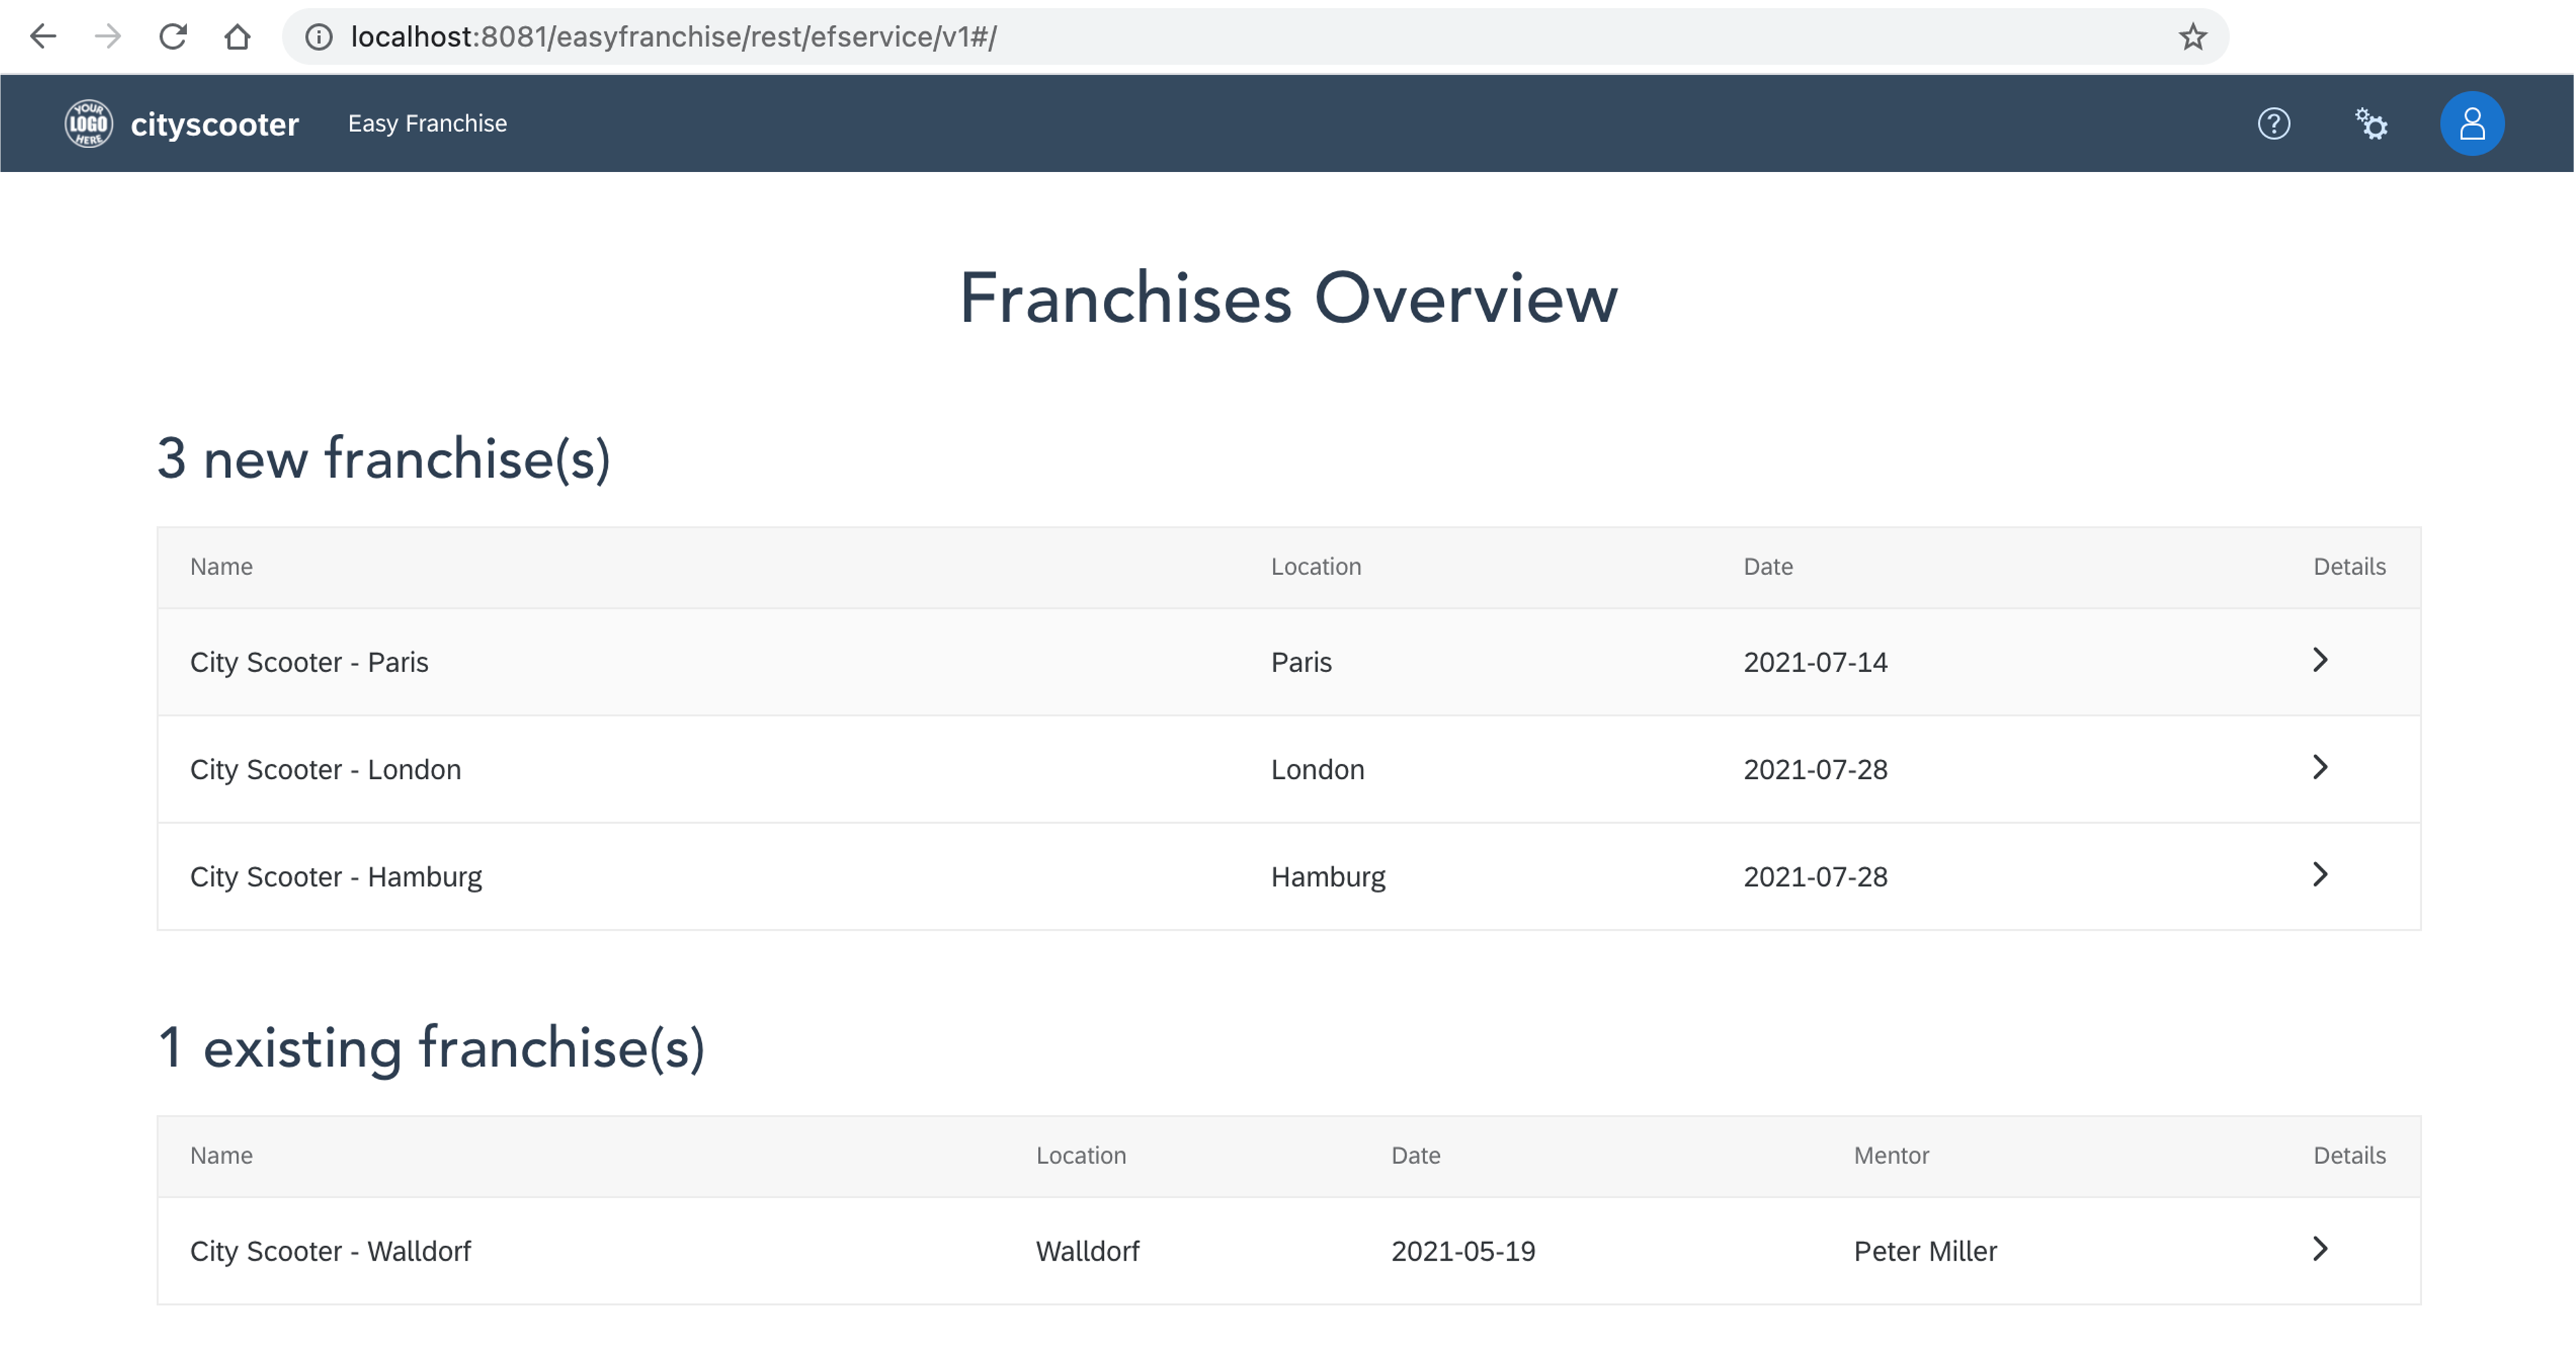 localhost:8081/easyfranchise/rest/efservice/v1#/
YOUR LOGO HERE cityscooter Easy Franchise
Franchises Overview
3 new franchise(s)
Name Location Date Details
City Scooter - Paris Paris 2021-07-14
City Scooter - London London 2021-07-28
City Scooter - Hamburg Hamburg 2021-07-28
1 existing franchise(s)
Name Location Date Mentor Details
City Scooter - Walldorf Walldorf 2021-05-19 Peter Miller